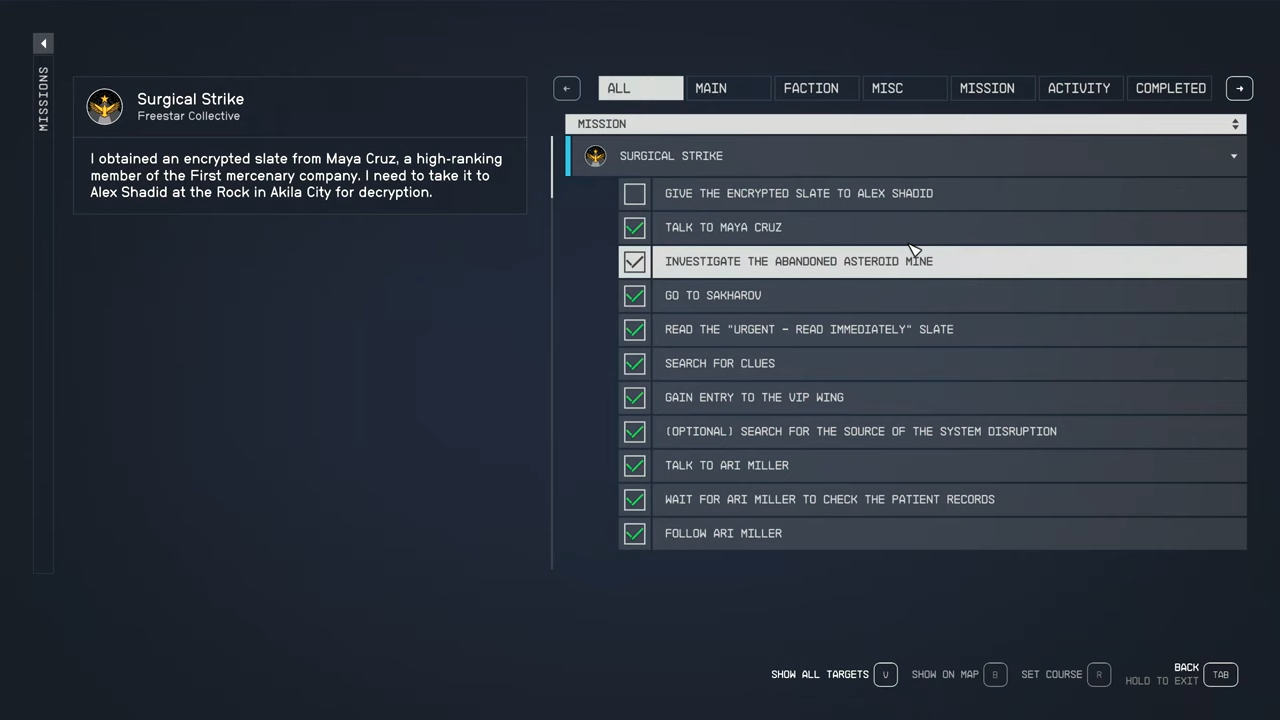 MISSIONS
Surgical Strike
Freestar Collective
I obtained an encrypted slate from Maya Cruz, a high-ranking
member of the First mercenary company. I need to take it to
Alex Shadid at the Rock in Akila City for decryption.
ALL MAIN FACTION MISC MISSION ACTIVITY COMPLETED
MISSION
SURGICAL STRIKE
GIVE THE ENCRYPTED SLATE TO ALEX SHADID
TALK TO MAYA CRUZ
INVESTIGATE THE ABANDONED ASTEROID MINE
GO TO SAKHAROV
READ THE "URGENT - READ IMMEDIATELY" SLATE
SEARCH FOR CLUES
GAIN ENTRY TO THE VIP WING
(OPTIONAL) SEARCH FOR THE SOURCE OF THE SYSTEM DISRUPTION
TALK TO ARI MILLER
WAIT FOR ARI MILLER TO CHECK THE PATIENT RECORDS
FOLLOW ARI MILLER
SHOW ALL TARGETS V SHOW ON MAP B SET COURSE R BACK TAB
HOLD TO EXIT